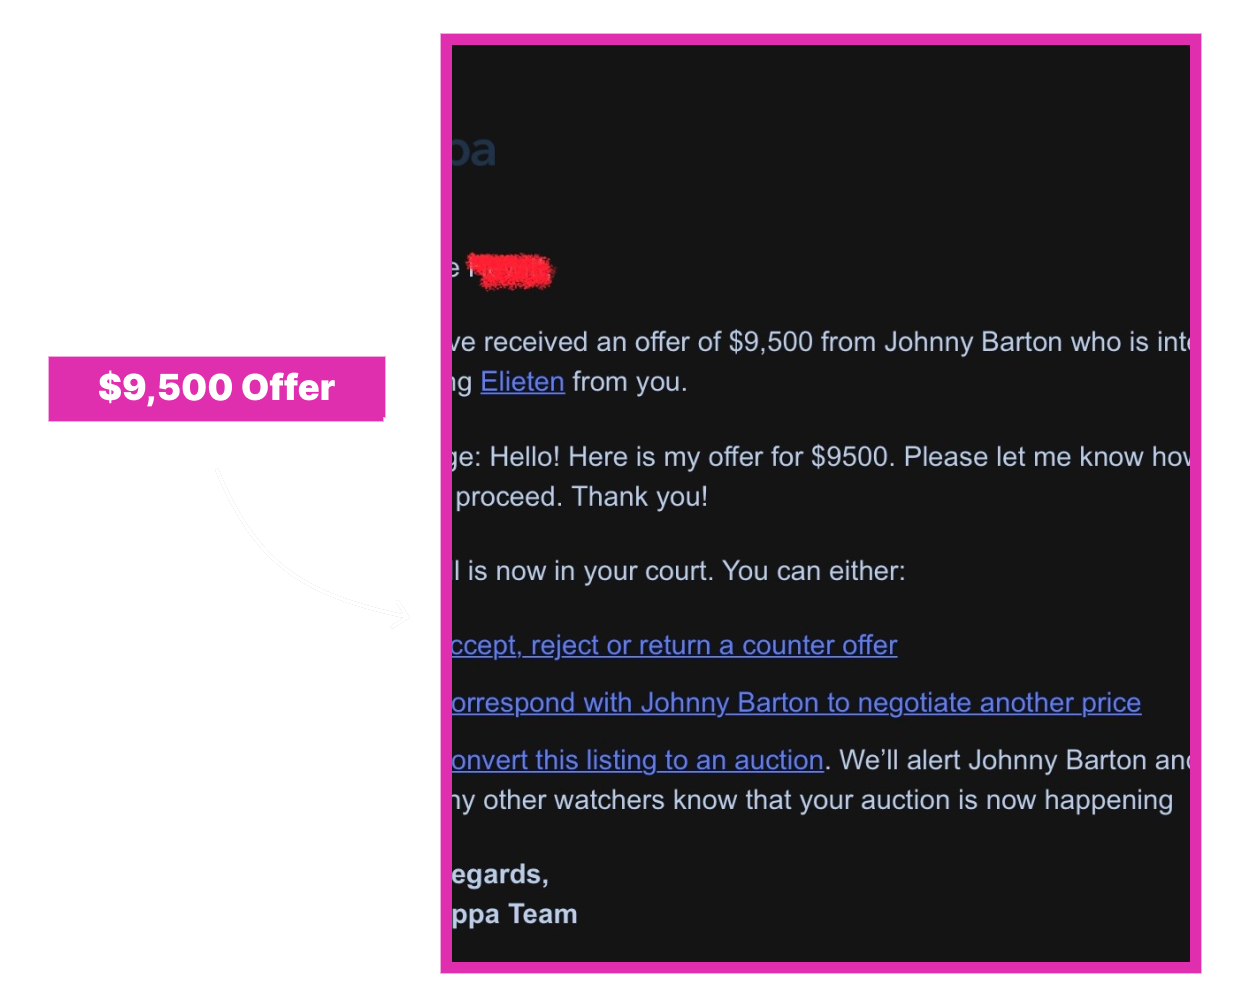 $9,500 Offer
pa
e
ve received an offer of $9,500 from Johnny Barton who is inte
ng Elieten from you.
ge: Hello! Here is my offer for $9500. Please let me know how
proceed. Thank you!
l is now in your court. You can either:
ccept, reject or return a counter offer
orrespond with Johnny Barton to negotiate another price
onvert this listing to an auction. We’ll alert Johnny Barton and
ny other watchers know that your auction is now happening
egards,
ppa Team